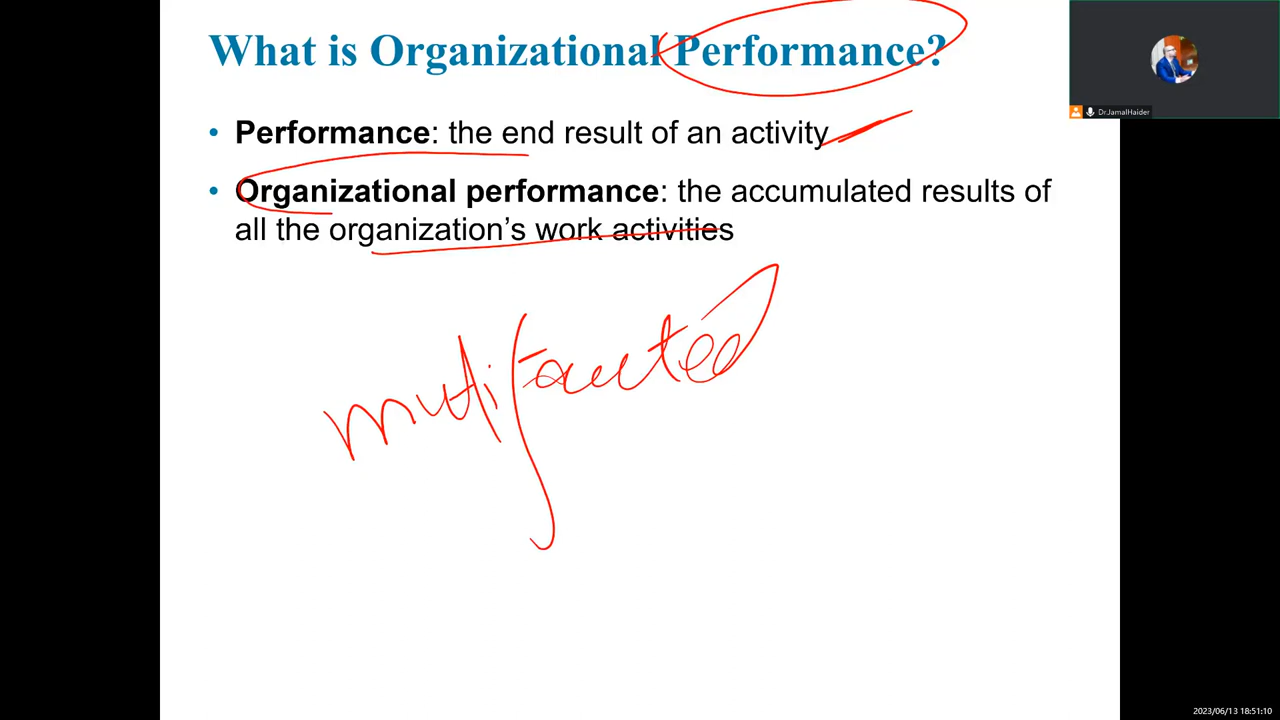 What is Organizational Performance?
• Performance: the end result of an activity
• Organizational performance: the accumulated results of
all the organization's work activities
Dr.JamalHaider
2023/06/13 18:51:10